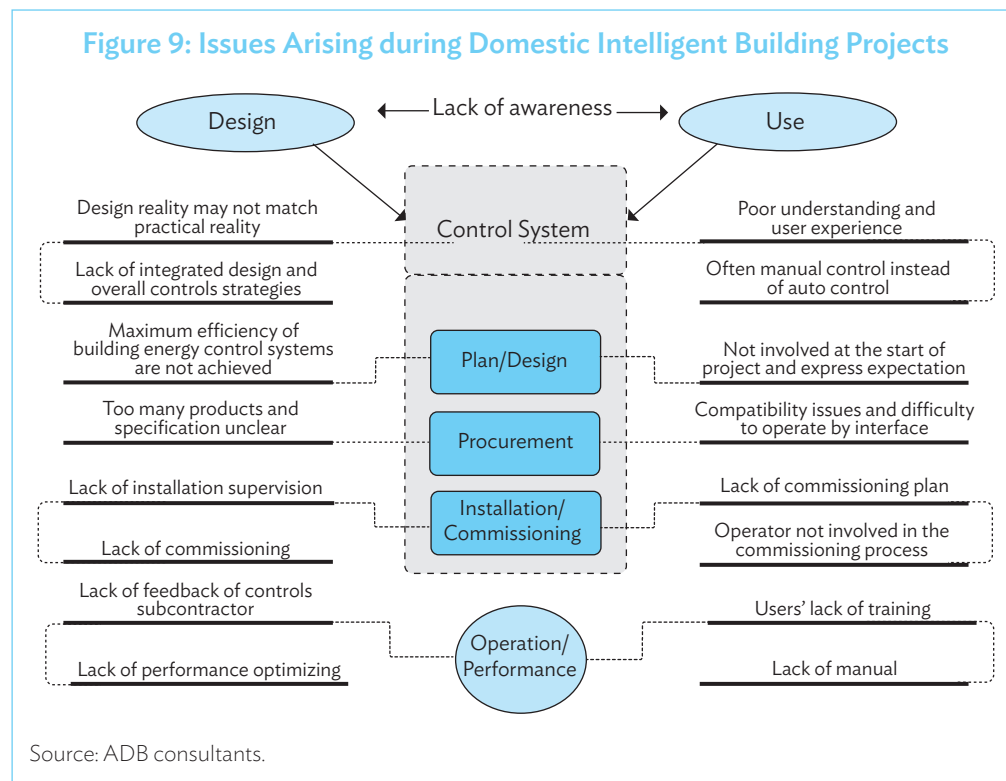 Figure 9: Issues Arising during Domestic Intelligent Building Projects
Design
Lack of awareness
Use
Control System
Design reality may not match
practical reality
Poor understanding and
user experience
Lack of integrated design and
overall controls strategies
Often manual control instead
of auto control
Maximum efficiency of
building energy control systems
are not achieved
Plan/Design
Not involved at the start of
project and express expectation
Too many products and
specification unclear
Procurement
Compatibility issues and difficulty
to operate by interface
Lack of installation supervision
Installation/
Commissioning
Lack of commissioning plan
Lack of commissioning
Operator not involved in the
commissioning process
Lack of feedback of controls
subcontractor
Operation/
Performance
Users’ lack of training
Lack of performance optimizing
Lack of manual
Source: ADB consultants.